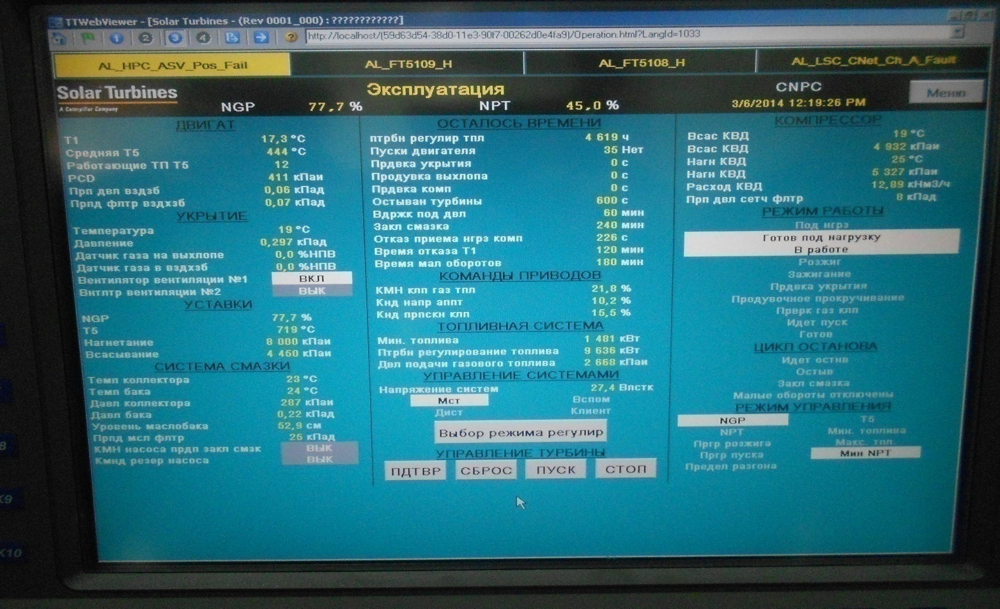 TTWebViewer - [Solar Turbines - (Rev 0001_000) : ????????????]
1 2 3 4
http://localhost/{59d63d54-38d0-11e3-90f7-00262d0e4fa9}/Operation.html?LangId=1033
AL_HPC_ASV_Pos_Fail AL_FT5109_H AL_FT5108_H AL_LSC_CNet_Ch_A_Fault
Solar Turbines
A Caterpillar Company
Эксплуатация
NGP 77,7 % NPT 45,0 %
CNPC
3/6/2014 12:19:26 PM
Меню
ДВИГАТ
T1 17,3 °C
Средняя T5 444 °C
Работающие ТП T5 12
PCD 411 кПаи
Прп двл вздзб 0,06 кПад
Прпд флтр вздхзб 0,07 кПад
УКРЫТИЕ
Температура 19 °C
Давление 0,297 кПад
Датчик газа на выхлопе 0,0 %НПВ
Датчик газа в вздхзб 0,0 %НПВ
Вентилятор вентиляции №1 ВКЛ
Внтлтр вентиляции №2 ВЫК
УСТАВКИ
NGP 77,7 %
T5 719 °C
Нагнетание 8 000 кПаи
Всасывание 4 450 кПаи
СИСТЕМА СМАЗКИ
Темп коллектора 23 °C
Темп бака 24 °C
Давл коллектора 287 кПаи
Давл бака 0,22 кПад
Уровень маслобака 52,9 см
Прпд мсл флтр 25 кПад
КМН насоса прдп закл смзк ВЫК
Кмнд резер насоса ВЫК
ОСТАЛОСЬ ВРЕМЕНИ
птрбн регулир тпл 4 619 ч
Пуски двигателя 35 Нет
Прдвка укрытия 0 с
Продувка выхлопа 0 с
Прдвка комп 0 с
Остыван турбины 600 с
Вдржк под двл 60 мин
Закл смазка 240 мин
Отказ приема нгрз комп 226 с
Время отказа T1 120 мин
Время мал оборотов 180 мин
КОМАНДЫ ПРИВОДОВ
КМН клп газ тпл 21,8 %
Кнд напр аппт 10,2 %
Кнд прпскн клп 15,5 %
ТОПЛИВНАЯ СИСТЕМА
Мин. топлива 1 481 кВт
Птрбн регулирование топлива 9 636 кВт
Двл подачи газового топлива 2 668 кПаи
УПРАВЛЕНИЕ СИСТЕМАМИ
Напряжение систем 27,4 Впстк
Мст Вспом
Дист Клиент
Выбор режима регулир
УПРАВЛЕНИЕ ТУРБИНЫ
ПДТВР СБРОС ПУСК СТОП
КОМПРЕССОР
Всас КВД 19 °C
Всас КВД 4 932 кПаи
Нагн КВД 25 °C
Нагн КВД 5 327 кПаи
Расход КВД 12,89 кНм3/ч
Прп двл сетч флтр 8 кПад
РЕЖИМ РАБОТЫ
Под нгрз
Готов под нагрузку
В работе
Розжиг
Зажигание
Прдвка укрытия
Продувочное прокручивание
Прврк газ клп
Идет пуск
Готов
ЦИКЛ ОСТАНОВА
Идет остнв
Остыв
Закл смазка
Малые обороты отключены
РЕЖИМ УПРАВЛЕНИЯ
NGP T5
NPT Мин. топлива
Пргр розжига Макс. тпл.
Пргр пуска Мин NPT
Предел разгона
K9
K10